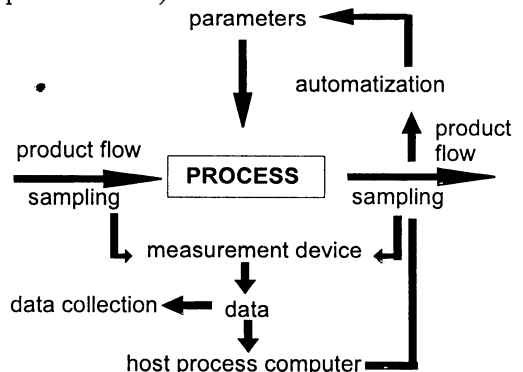 parameters
automatization
product flow
product
flow
PROCESS
sampling
sampling
measurement device
data collection
data
host process computer